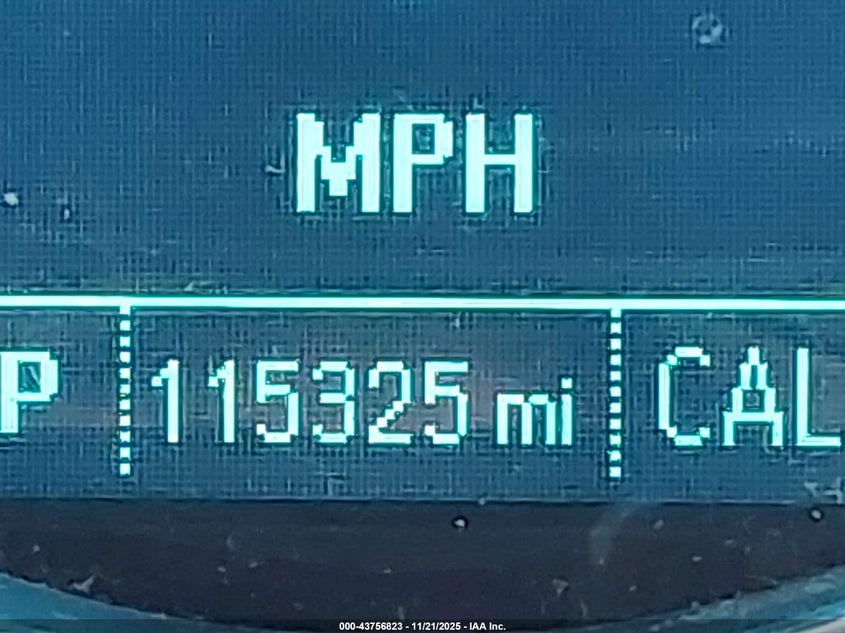 MPH
P 115325 mi CAL
000-43756823 - 11/21/2025 - IAA Inc.